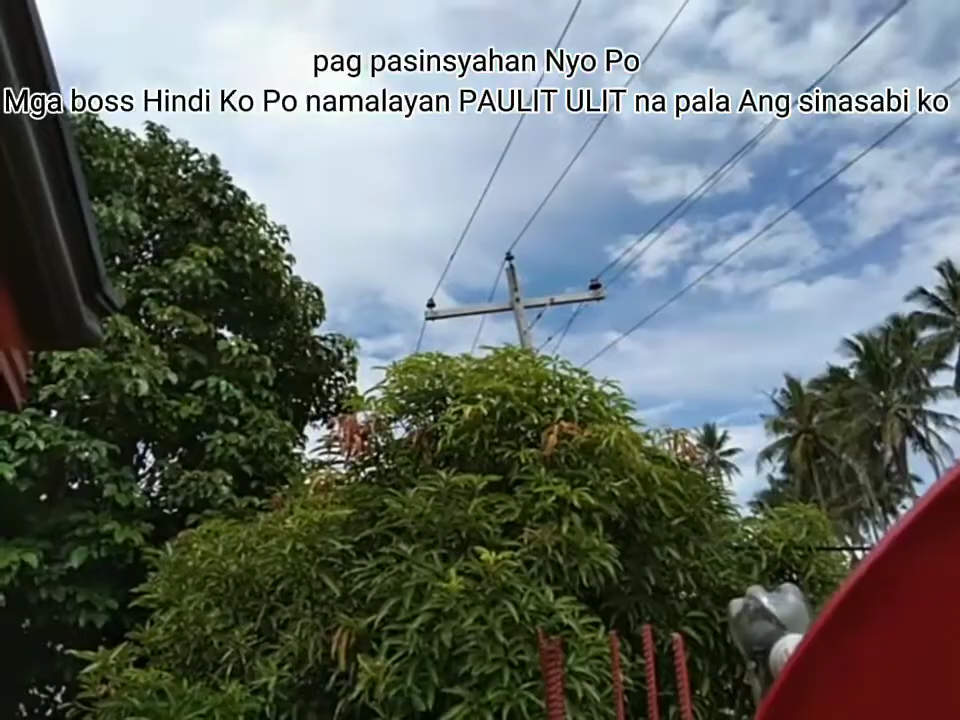 pag pasinsyahan Nyo Po
Mga boss Hindi Ko Po namalayan PAULIT ULIT na pala Ang sinasabi ko